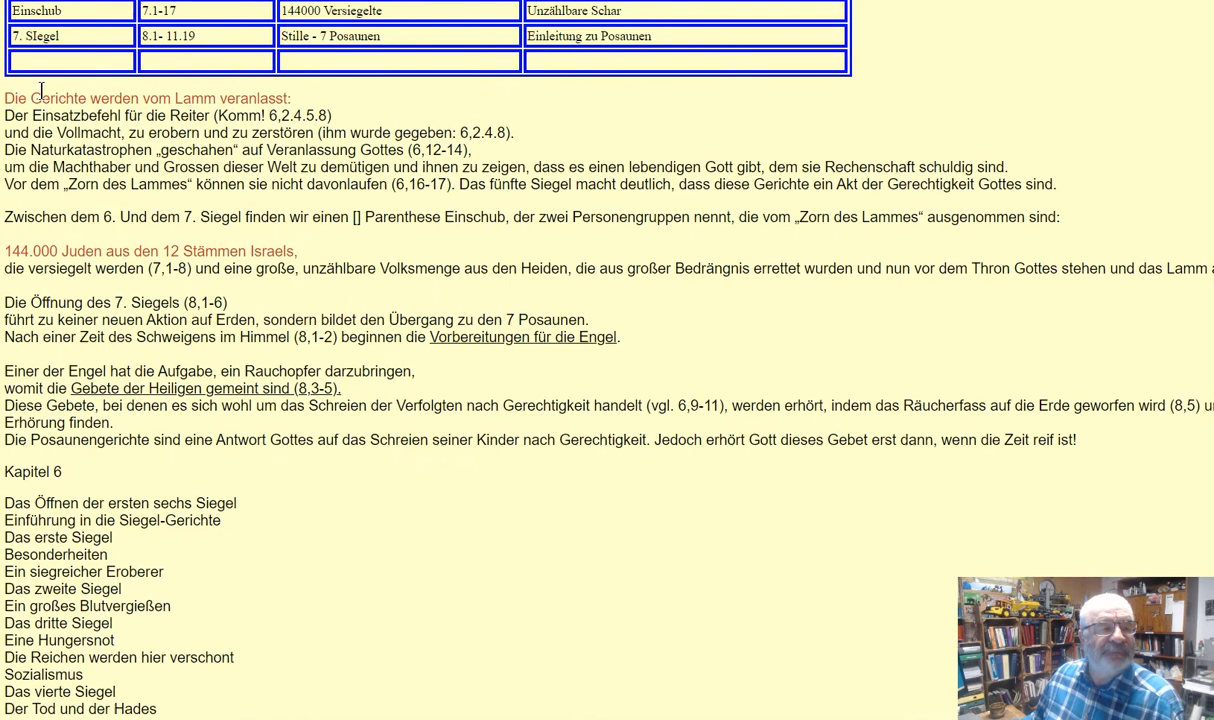 Einschub 7.1-17 144000 Versiegelte Unzählbare Schar
7. SIegel 8.1- 11.19 Stille - 7 Posaunen Einleitung zu Posaunen
Die Gerichte werden vom Lamm veranlasst:
Der Einsatzbefehl für die Reiter (Komm! 6,2.4.5.8)
und die Vollmacht, zu erobern und zu zerstören (ihm wurde gegeben: 6,2.4.8).
Die Naturkatastrophen „geschahen“ auf Veranlassung Gottes (6,12-14),
um die Machthaber und Grossen dieser Welt zu demütigen und ihnen zu zeigen, dass es einen lebendigen Gott gibt, dem sie Rechenschaft schuldig sind.
Vor dem „Zorn des Lammes“ können sie nicht davonlaufen (6,16-17). Das fünfte Siegel macht deutlich, dass diese Gerichte ein Akt der Gerechtigkeit Gottes sind.
Zwischen dem 6. Und dem 7. Siegel finden wir einen [] Parenthese Einschub, der zwei Personengruppen nennt, die vom „Zorn des Lammes“ ausgenommen sind:
144.000 Juden aus den 12 Stämmen Israels,
die versiegelt werden (7,1-8) und eine große, unzählbare Volksmenge aus den Heiden, die aus großer Bedrängnis errettet wurden und nun vor dem Thron Gottes stehen und das Lamm
Die Öffnung des 7. Siegels (8,1-6)
führt zu keiner neuen Aktion auf Erden, sondern bildet den Übergang zu den 7 Posaunen.
Nach einer Zeit des Schweigens im Himmel (8,1-2) beginnen die Vorbereitungen für die Engel.
Einer der Engel hat die Aufgabe, ein Rauchopfer darzubringen,
womit die Gebete der Heiligen gemeint sind (8,3-5).
Diese Gebete, bei denen es sich wohl um das Schreien der Verfolgten nach Gerechtigkeit handelt (vgl. 6,9-11), werden erhört, indem das Räucherfass auf die Erde geworfen wird (8,5)
Erhörung finden.
Die Posaunengerichte sind eine Antwort Gottes auf das Schreien seiner Kinder nach Gerechtigkeit. Jedoch erhört Gott dieses Gebet erst dann, wenn die Zeit reif ist!
Kapitel 6
Das Öffnen der ersten sechs Siegel
Einführung in die Siegel-Gerichte
Das erste Siegel
Besonderheiten
Ein siegreicher Eroberer
Das zweite Siegel
Ein großes Blutvergießen
Das dritte Siegel
Eine Hungersnot
Die Reichen werden hier verschont
Sozialismus
Das vierte Siegel
Der Tod und der Hades